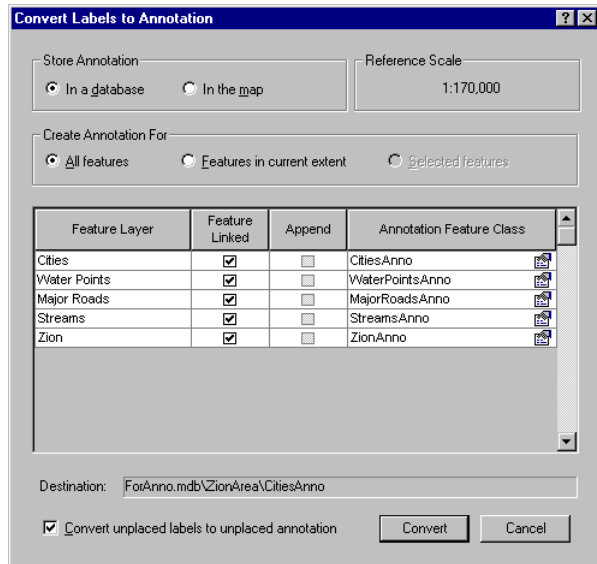 Convert Labels to Annotation
Store Annotation
In a database
In the map
Reference Scale
1:170,000
Create Annotation For
All features
Features in current extent
Selected features
Feature Layer
Feature
Linked
Append
Annotation Feature Class
Cities
CitiesAnno
Water Points
WaterPointsAnno
Major Roads
MajorRoadsAnno
Streams
StreamsAnno
Zion
ZionAnno
Destination:
ForAnno.mdb\ZionArea\CitiesAnno
Convert unplaced labels to unplaced annotation
Convert
Cancel